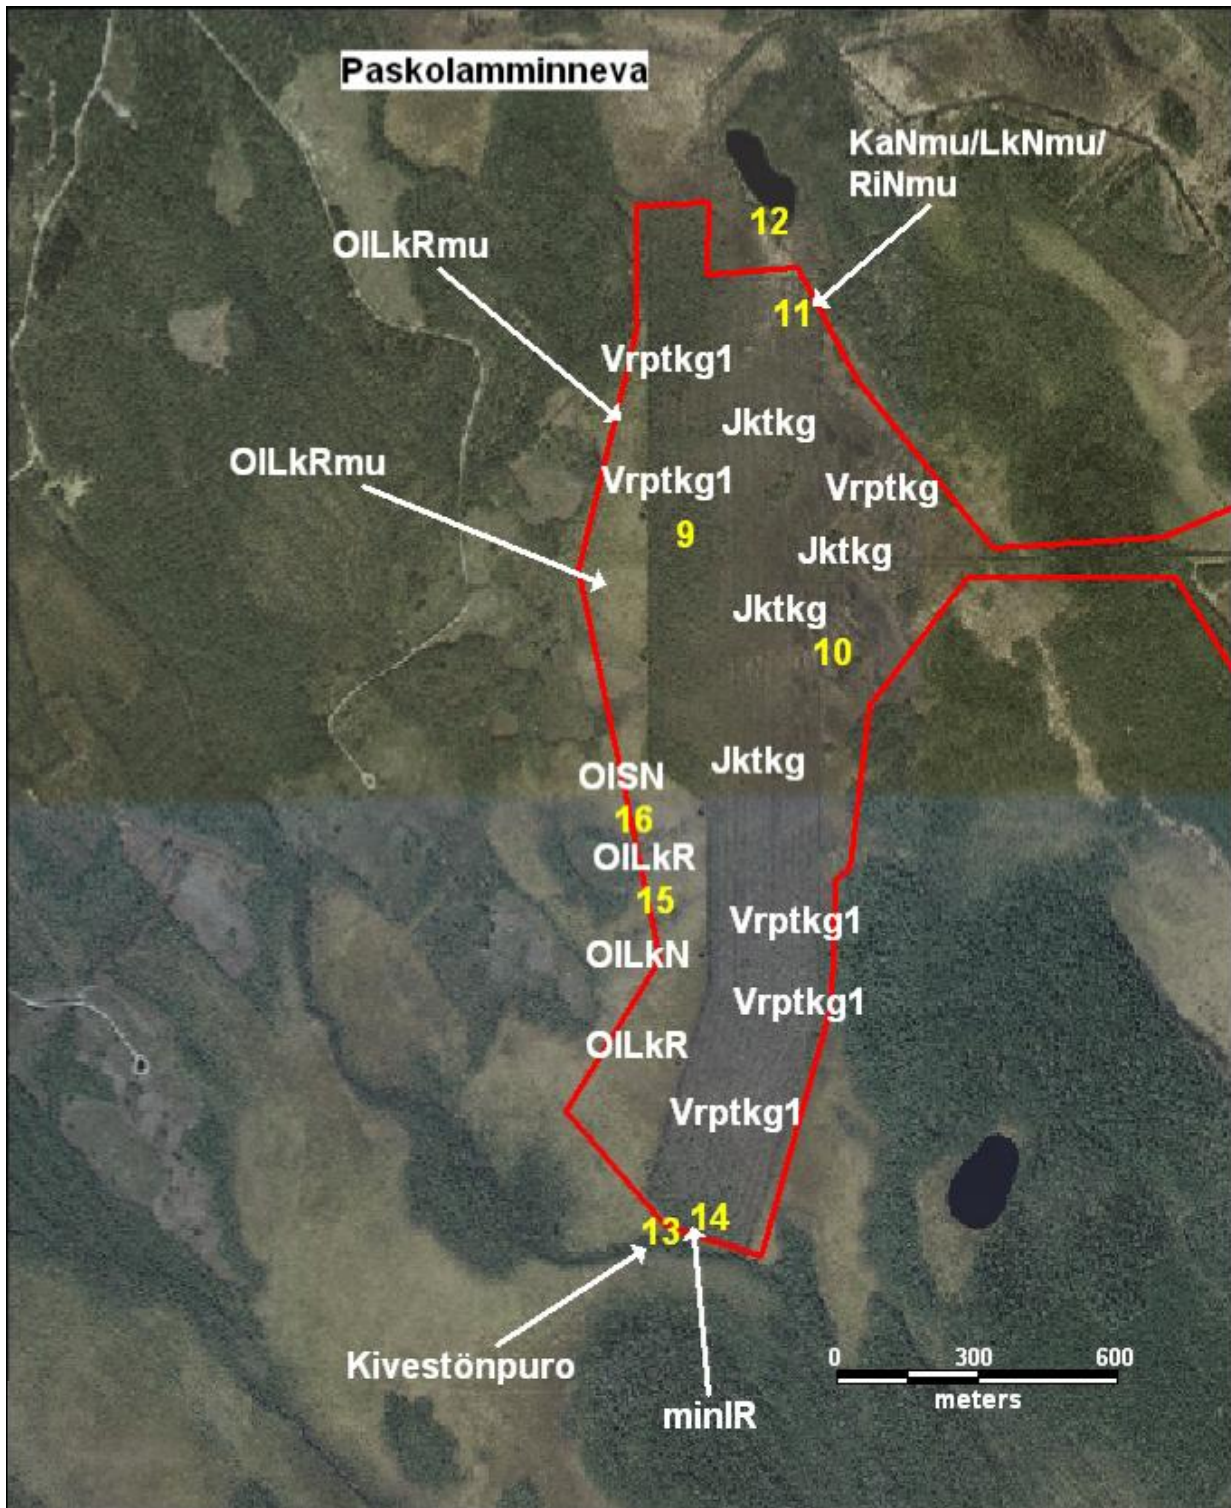 Paskolamminneva
KaNmu/LkNmu/
RiNmu
12
OlLkRmu
11
Vrptkg1
Jktkg
OlLkRmu
Vrptkg1
Vrptkg
9
Jktkg
Jktkg
10
Jktkg
OlSN
16
OlLkR
15
Vrptkg1
OlLkN
Vrptkg1
OlLkR
Vrptkg1
14
13
Kivestönpuro
0 300 600
meters
minIR